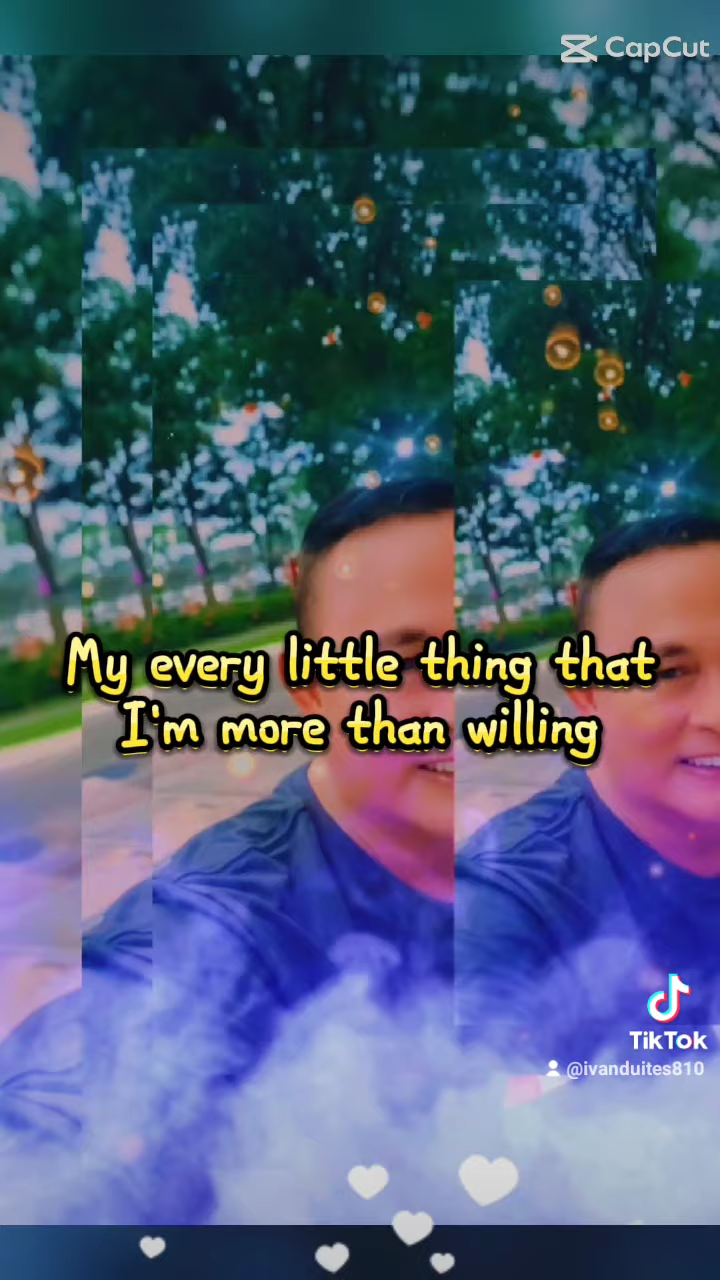 CapCut
My every little thing that
I'm more than willing
TikTok
@ivanduites810